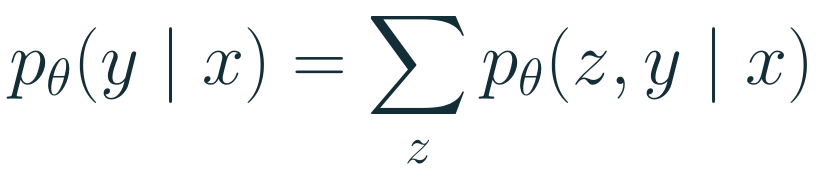 p_θ(y | x) = ∑_z p_θ(z, y | x)